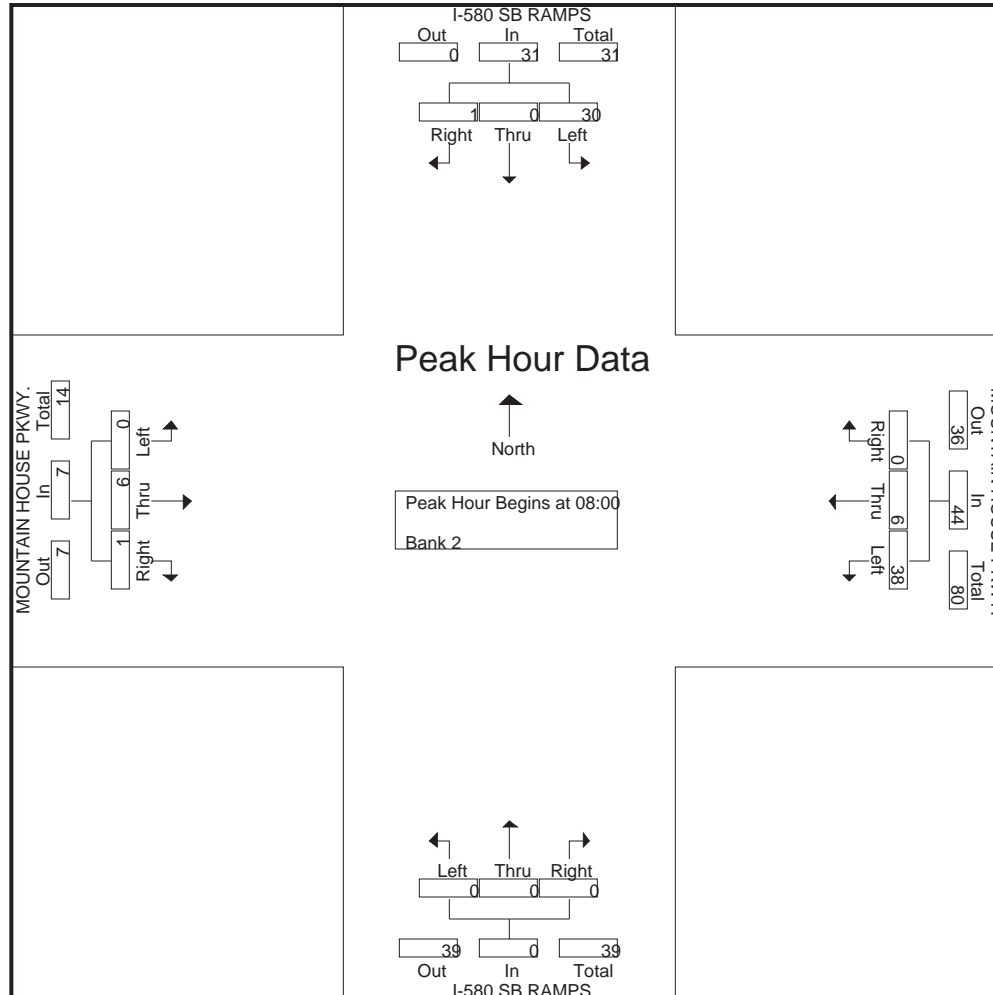 I-580 SB RAMPS
Out In Total
0 31 31
1 0 30
Right Thru Left
Peak Hour Data
North
Peak Hour Begins at 08:00
Bank 2
MOUNTAIN HOUSE PKWY.
Total In Out
14 7 7
0 6 1
Left Thru Right
Right Thru Left
0 6 38
36 44 80
Out In Total
Left Thru Right
0 0 0
39 0 39
Out In Total
I-580 SB RAMPS